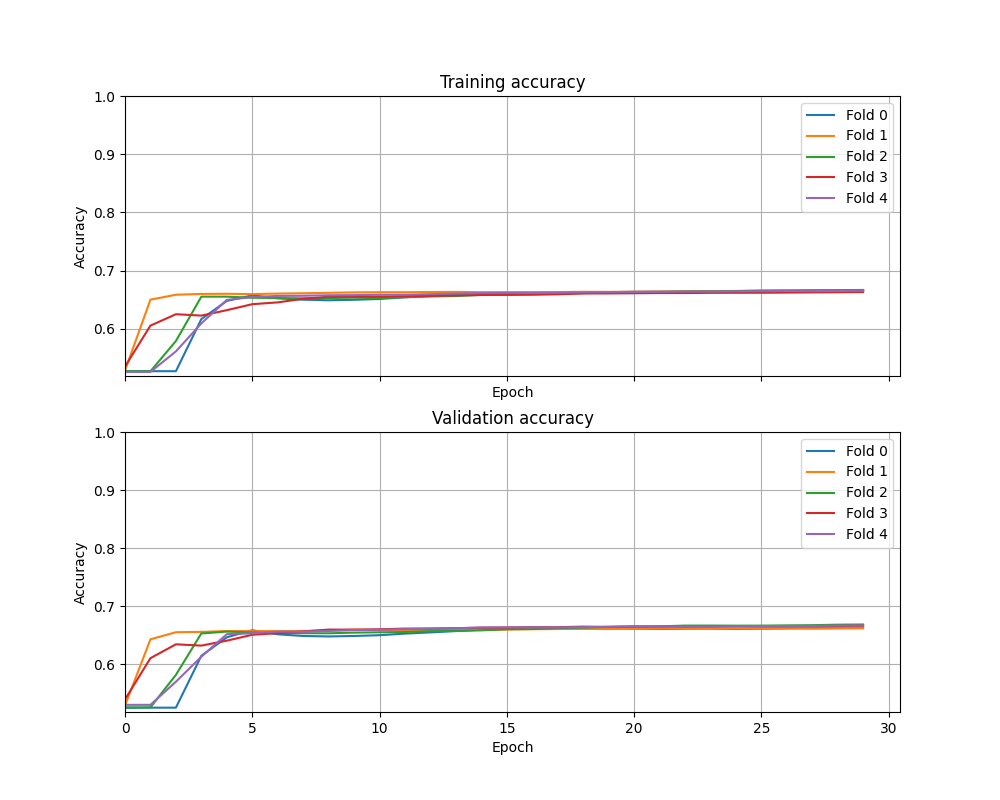 Training accuracy
1.0
0.9
0.8
0.7
0.6
Accuracy
Fold 0
Fold 1
Fold 2
Fold 3
Fold 4
Epoch
Validation accuracy
1.0
0.9
0.8
0.7
0.6
Accuracy
Fold 0
Fold 1
Fold 2
Fold 3
Fold 4
0 5 10 15 20 25 30
Epoch